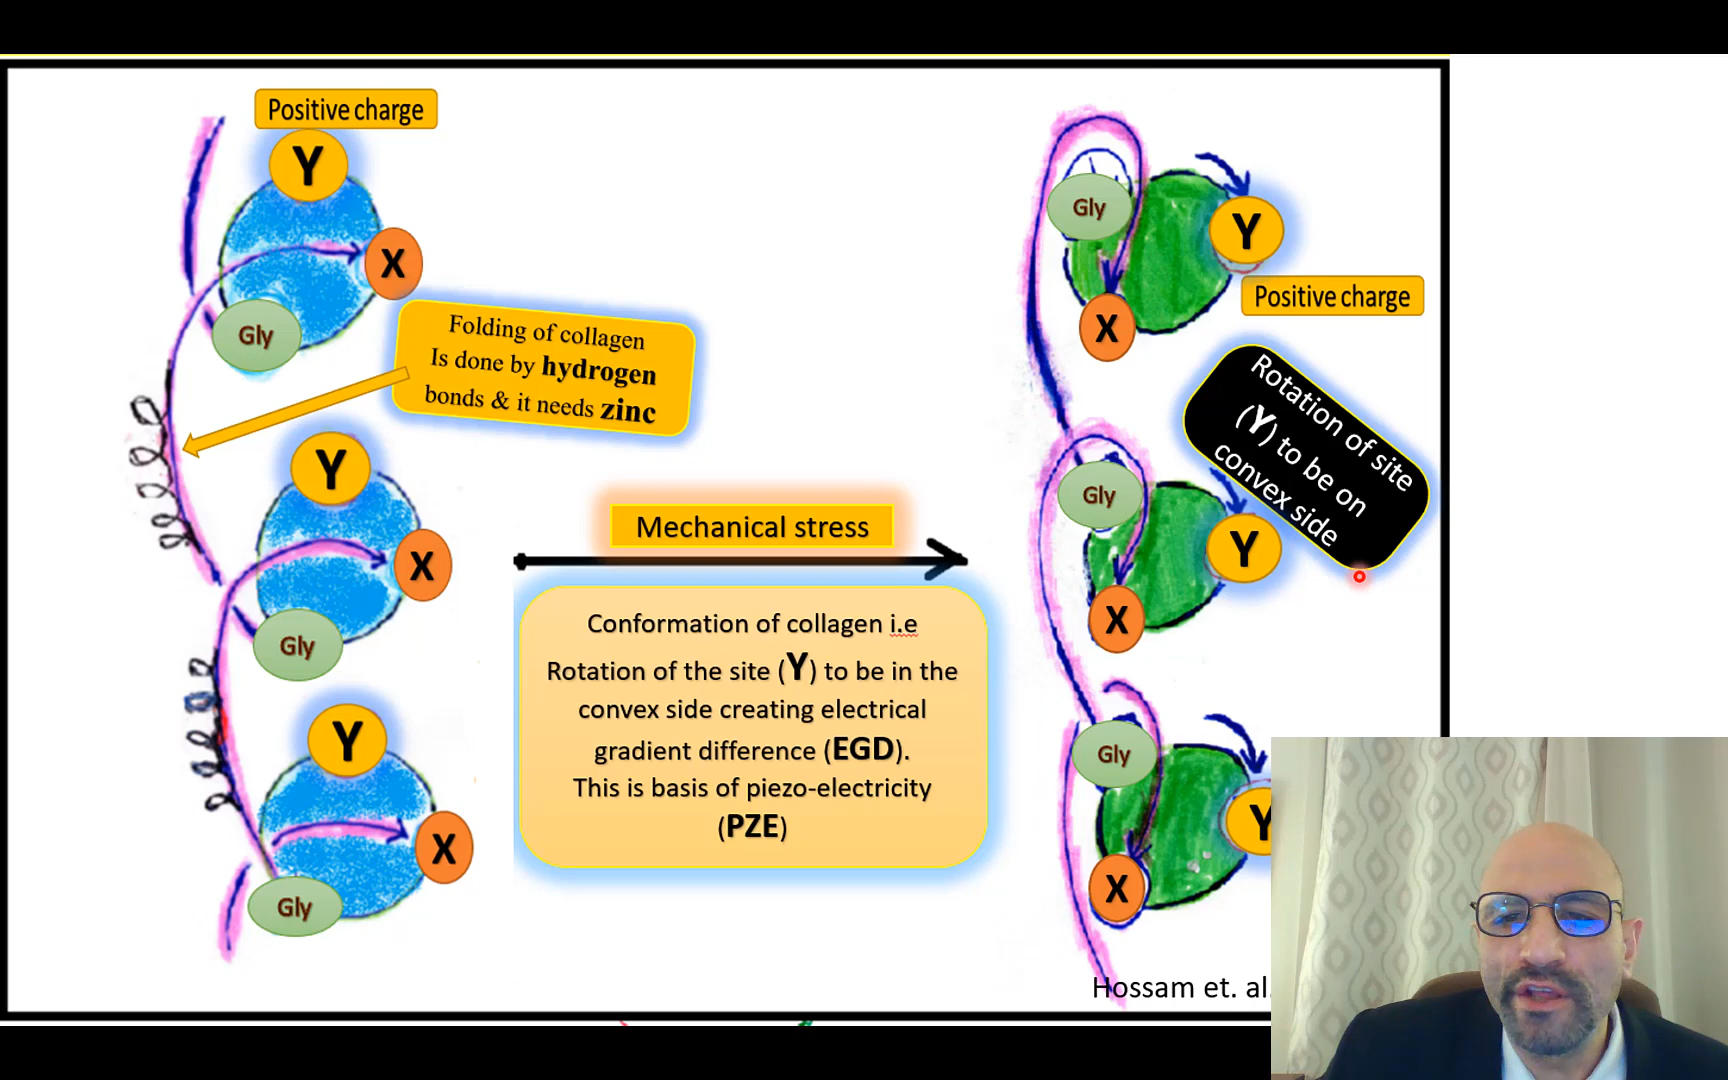 Positive charge
Y
X
Gly
Folding of collagen
Is done by hydrogen
bonds & it needs zinc
Y
X
Gly
Y
X
Gly
Mechanical stress
Conformation of collagen i.e
Rotation of the site (Y) to be in the
convex side creating electrical
gradient difference (EGD).
This is basis of piezo-electricity
(PZE)
Gly
Y
X
Positive charge
Rotation of site
(Y) to be on
convex side
Gly
Y
X
Gly
Y
X
Hossam et. al.